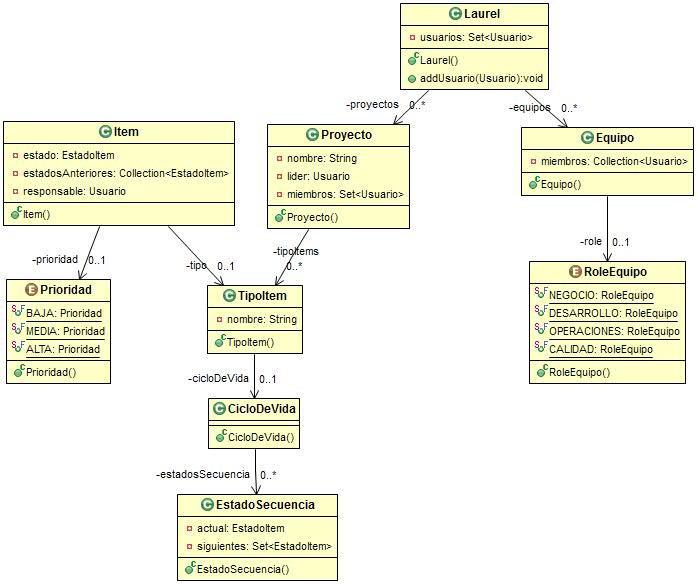 Laurel
usuarios: Set<Usuario>
Laurel()
addUsuario(Usuario):void
-proyectos 0..*
-equipos 0..*
Item
estado: EstadoItem
estadosAnteriores: Collection<EstadoItem>
responsable: Usuario
Item()
Proyecto
nombre: String
lider: Usuario
miembros: Set<Usuario>
Proyecto()
Equipo
miembros: Collection<Usuario>
Equipo()
-prioridad 0..1
-tipo 0..1
-tipoItems
0..*
-role 0..1
Prioridad
BAJA: Prioridad
MEDIA: Prioridad
ALTA: Prioridad
Prioridad()
TipoItem
nombre: String
TipoItem()
RoleEquipo
NEGOCIO: RoleEquipo
DESARROLLO: RoleEquipo
OPERACIONES: RoleEquipo
CALIDAD: RoleEquipo
RoleEquipo()
-cicloDeVida 0..1
CicloDeVida
CicloDeVida()
-estadosSecuencia 0..*
EstadoSecuencia
actual: EstadoItem
siguientes: Set<EstadoItem>
EstadoSecuencia()